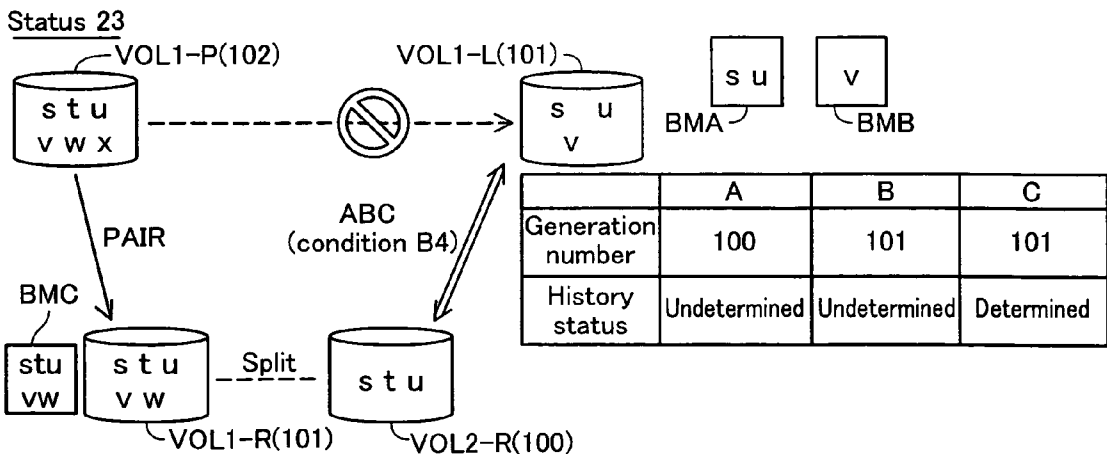 Status 23
VOL1-P(102)
VOL1-L(101)
s t u
v w x
s u
v
s u
v
BMA
BMB
PAIR
ABC
(condition B4)
A B C
Generation number 100 101 101
History status Undetermined Undetermined Determined
BMC
stu
vw
s t u
v w
Split
s t u
VOL1-R(101)
VOL2-R(100)